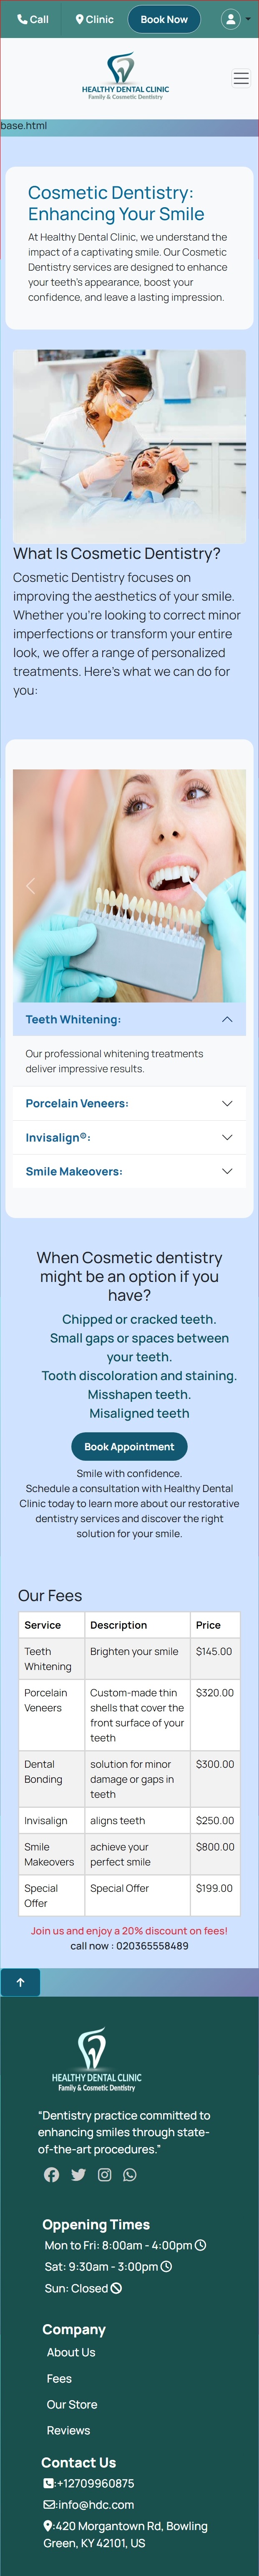 Call Clinic Book Now
HEALTHY DENTAL CLINIC
Family & Cosmetic Dentistry
base.html
Cosmetic Dentistry:
Enhancing Your Smile
At Healthy Dental Clinic, we understand the
impact of a captivating smile. Our Cosmetic
Dentistry services are designed to enhance
your teeth's appearance, boost your
confidence, and leave a lasting impression.
What Is Cosmetic Dentistry?
Cosmetic Dentistry focuses on
improving the aesthetics of your smile.
Whether you're looking to correct minor
imperfections or transform your entire
look, we offer a range of personalized
treatments. Here's what we can do for
you:
Teeth Whitening:
Our professional whitening treatments
deliver impressive results.
Porcelain Veneers:
Invisalign®:
Smile Makeovers:
When Cosmetic dentistry
might be an option if you
have?
Chipped or cracked teeth.
Small gaps or spaces between
your teeth.
Tooth discoloration and staining.
Misshapen teeth.
Misaligned teeth
Book Appointment
Smile with confidence.
Schedule a consultation with Healthy Dental
Clinic today to learn more about our restorative
dentistry services and discover the right
solution for your smile.
Our Fees
Service Description Price
Teeth Whitening Brighten your smile $145.00
Porcelain Veneers Custom-made thin shells that cover the front surface of your teeth $320.00
Dental Bonding solution for minor damage or gaps in teeth $300.00
Invisalign aligns teeth $250.00
Smile Makeovers achieve your perfect smile $800.00
Special Offer Special Offer $199.00
Join us and enjoy a 20% discount on fees!
call now : 020365558489
HEALTHY DENTAL CLINIC
Family & Cosmetic Dentistry
“Dentistry practice committed to
enhancing smiles through state-
of-the-art procedures.”
Oppening Times
Mon to Fri: 8:00am - 4:00pm
Sat: 9:30am - 3:00pm
Sun: Closed
Company
About Us
Fees
Our Store
Reviews
Contact Us
:+12709960875
:info@hdc.com
:420 Morgantown Rd, Bowling
Green, KY 42101, US